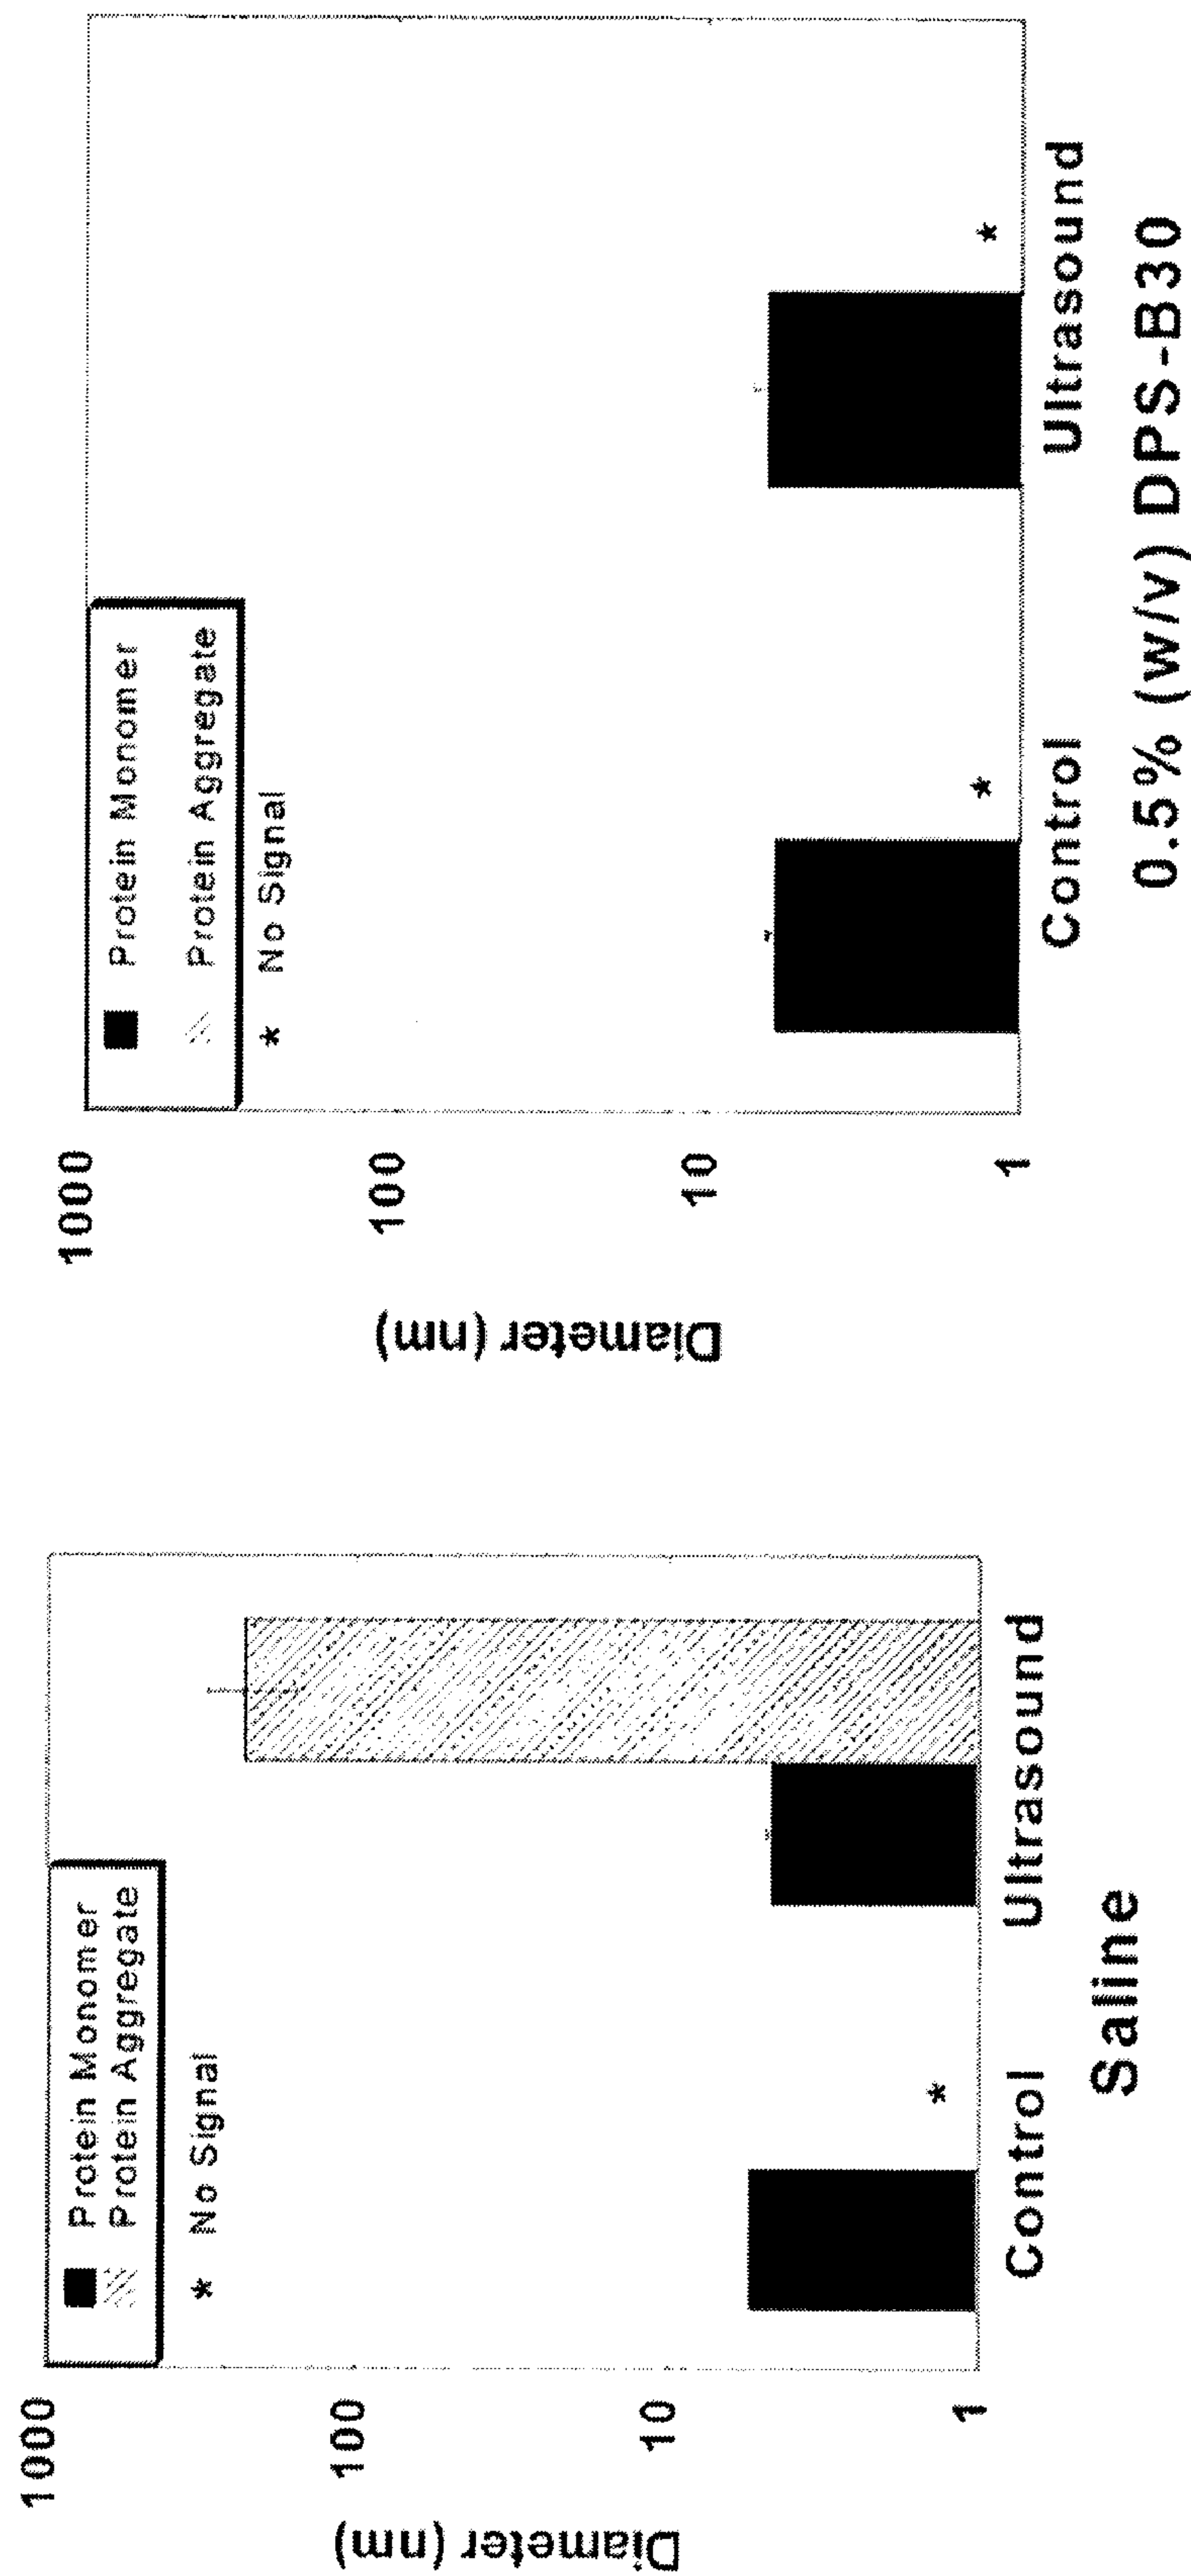 Diameter (nm)
1000
100
10
1
Protein Monomer
Protein Aggregate
* No Signal
*
Control
Ultrasound
Saline
Diameter (nm)
1000
100
10
1
Protein Monomer
Protein Aggregate
* No Signal
*
*
Control
Ultrasound
0.5% (w/v) DPS-B30